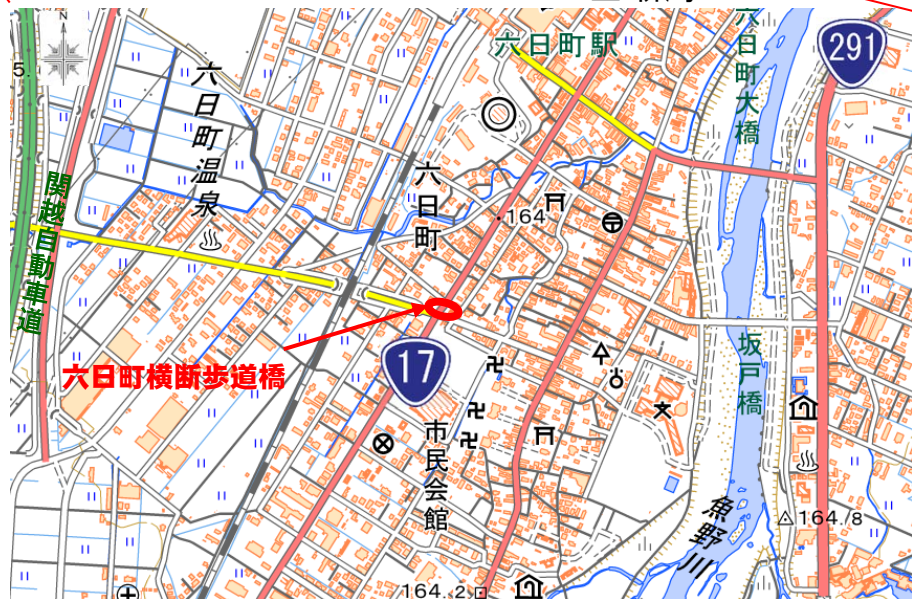 六日町駅
六日町大橋
291
N
5.
六日町温泉
関越自動車道
六日町
164
六日町横断歩道橋
17
坂戸橋
市民会館
魚野川
164.8
164.2